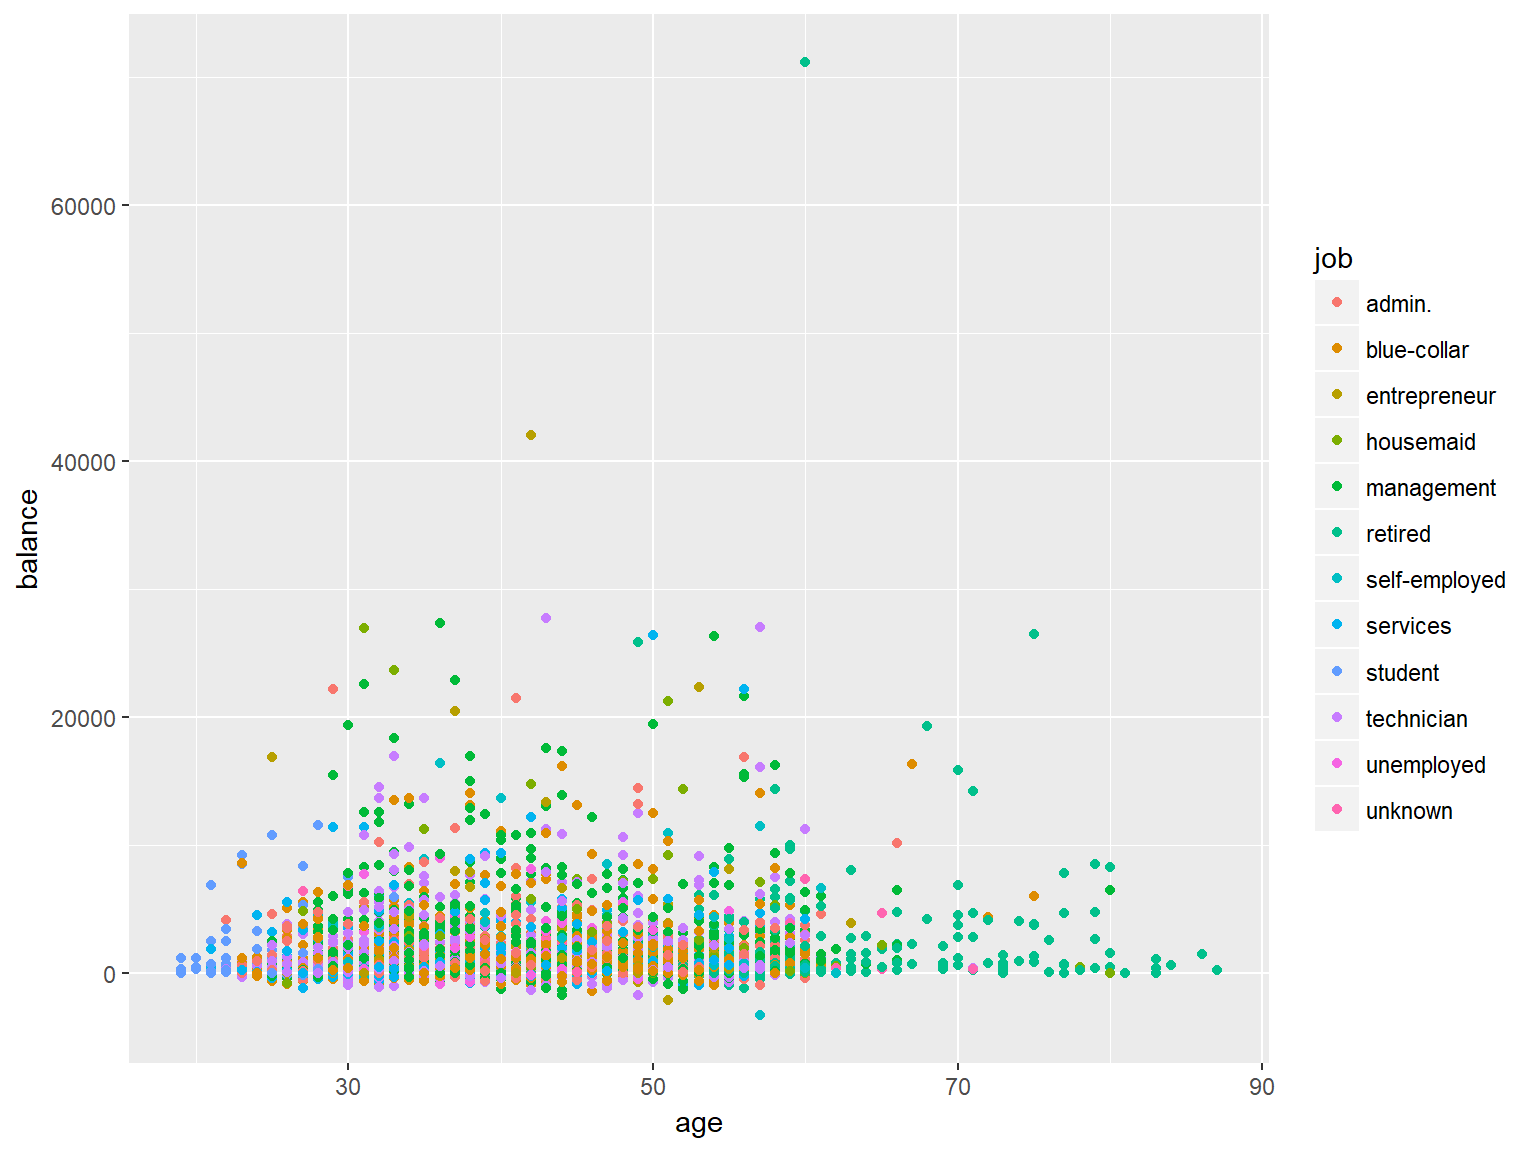 60000
40000
20000
0
balance
30
50
70
90
age
job
admin.
blue-collar
entrepreneur
housemaid
management
retired
self-employed
services
student
technician
unemployed
unknown